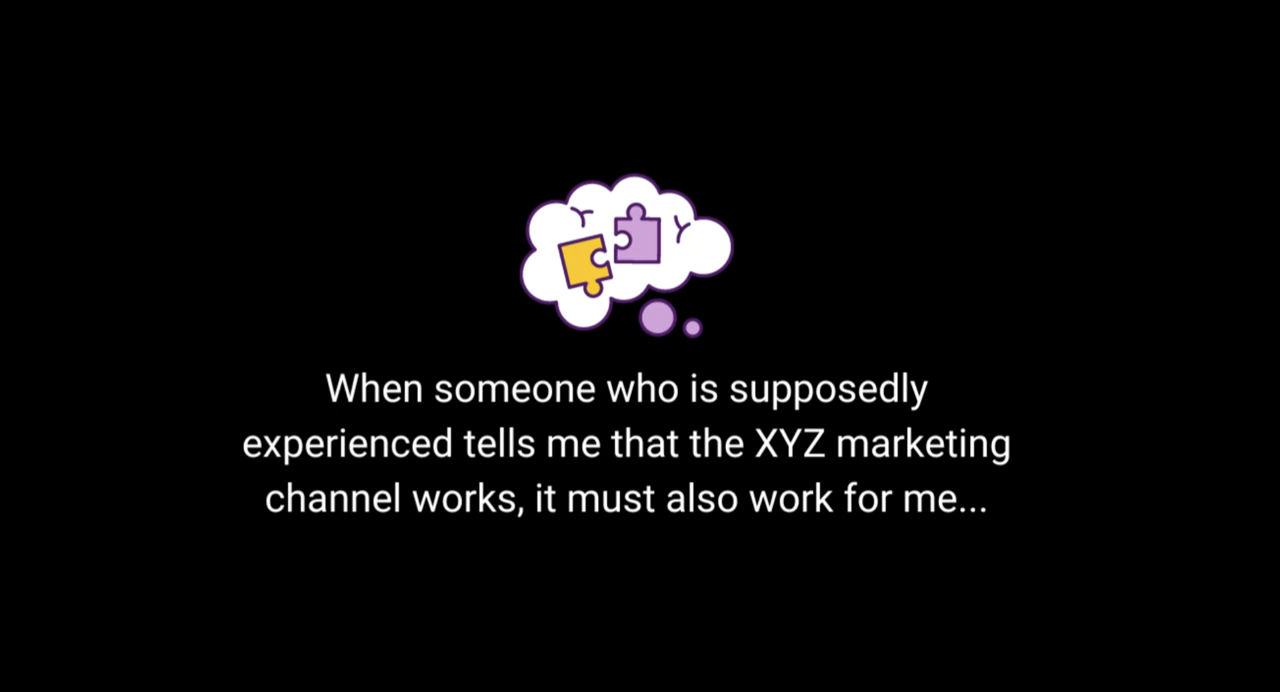 When someone who is supposedly
experienced tells me that the XYZ marketing
channel works, it must also work for me...